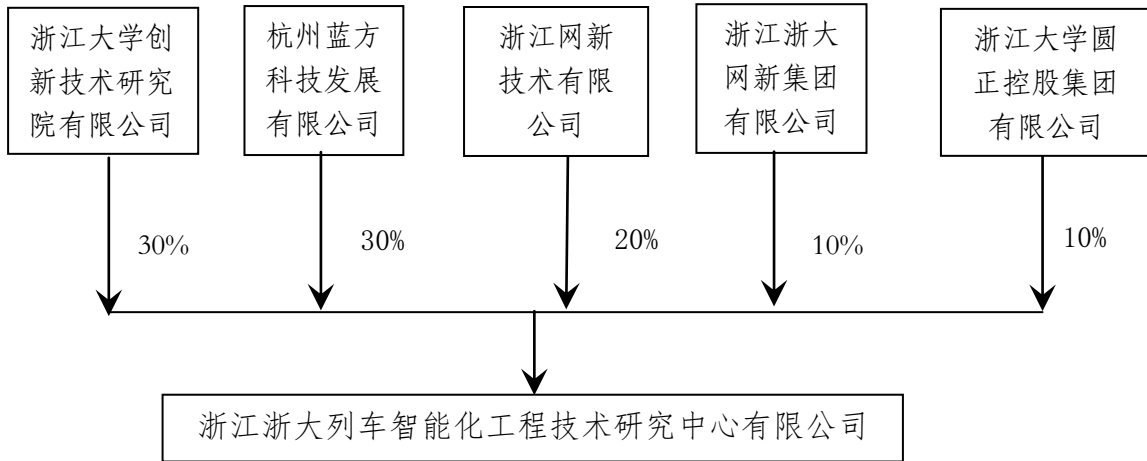 浙江大学创
新技术研究
院有限公司
杭州蓝方
科技发展
有限公司
浙江网新
技术有限
公司
浙江浙大
网新集团
有限公司
浙江大学圆
正控股集团
有限公司
30%
30%
20%
10%
10%
浙江浙大列车智能化工程技术研究中心有限公司